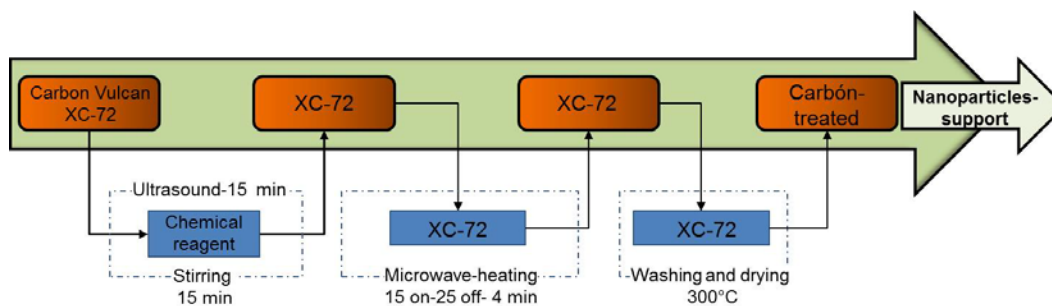 Carbon Vulcan
XC-72
XC-72
XC-72
Carbón-
treated
Nanoparticles-
support
Ultrasound-15 min
Chemical
reagent
Stirring
15 min
XC-72
Microwave-heating
15 on-25 off- 4 min
XC-72
Washing and drying
300°C